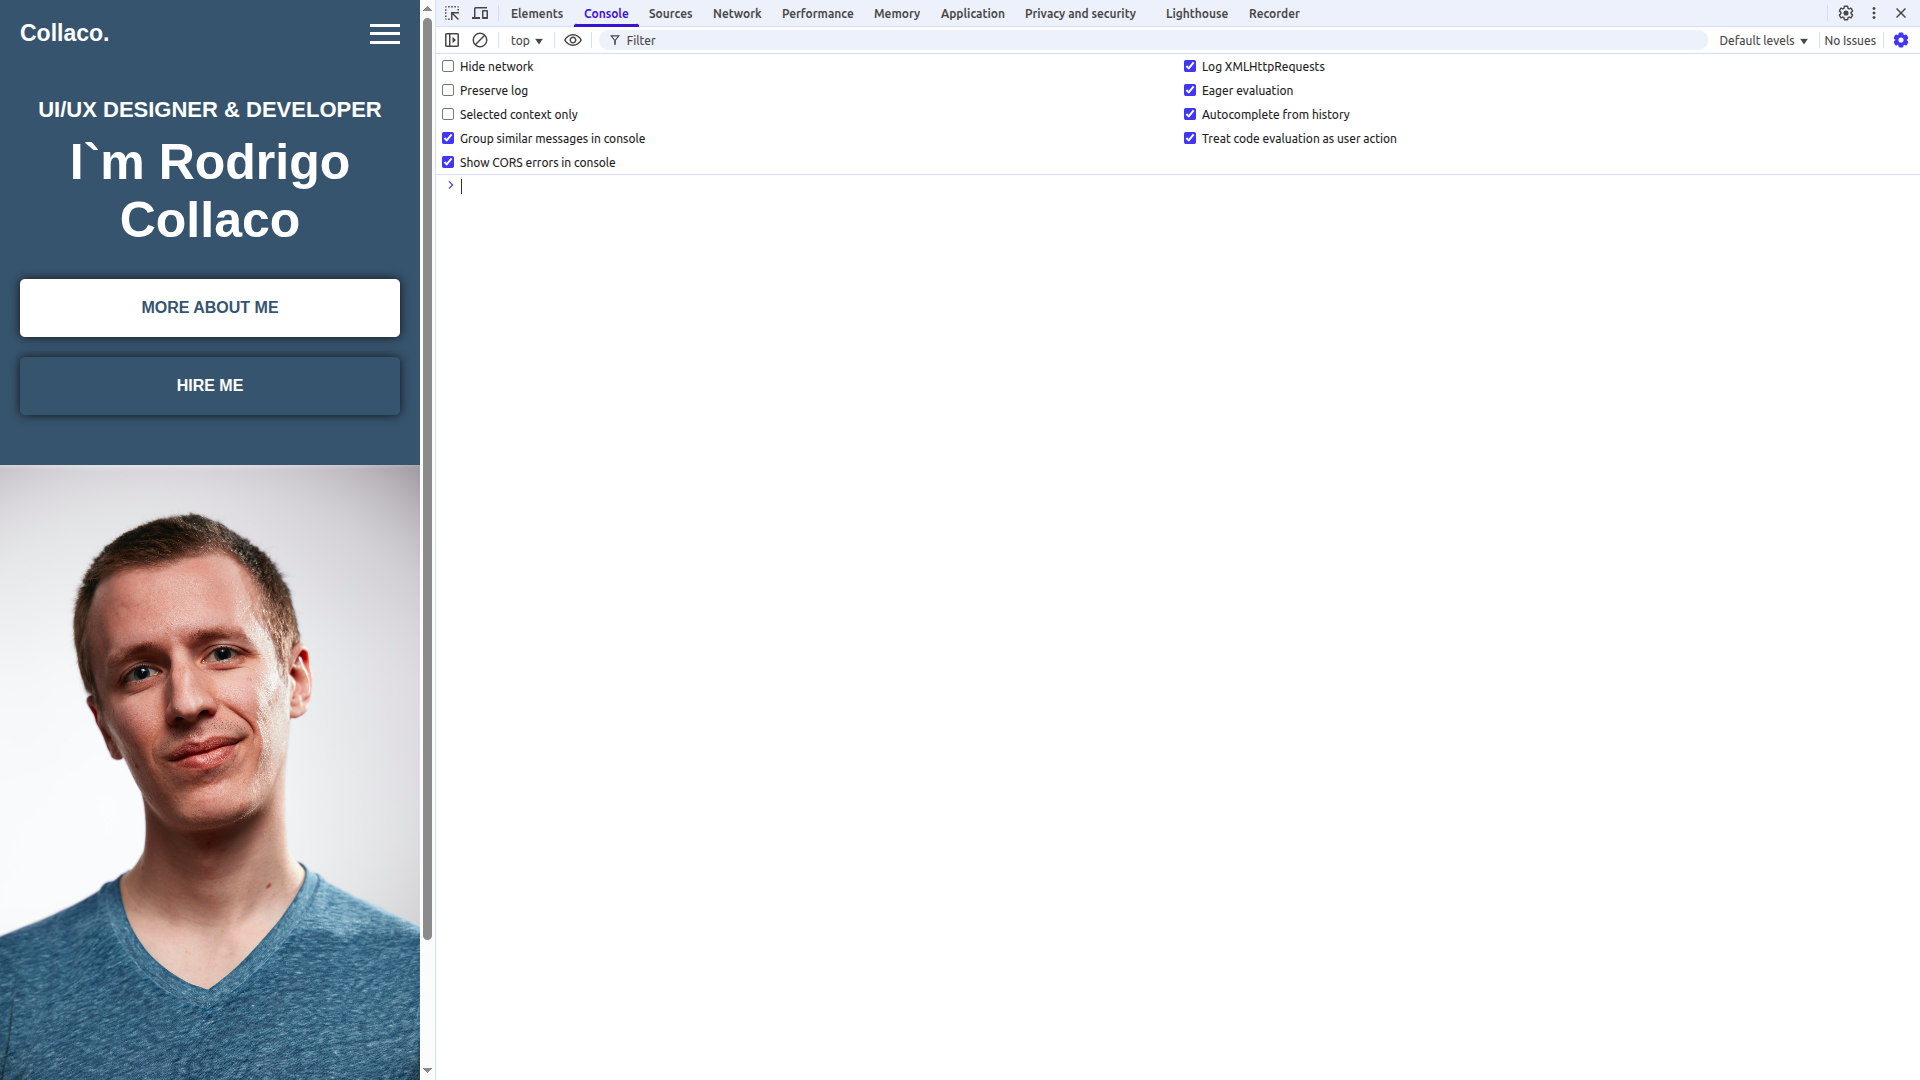 Collaco.
UI/UX DESIGNER & DEVELOPER
I`m Rodrigo
Collaco
MORE ABOUT ME
HIRE ME
Elements Console Sources Network Performance Memory Application Privacy and security Lighthouse Recorder
top Filter Default levels No Issues
Hide network
Preserve log
Selected context only
Group similar messages in console
Show CORS errors in console
Log XMLHttpRequests
Eager evaluation
Autocomplete from history
Treat code evaluation as user action